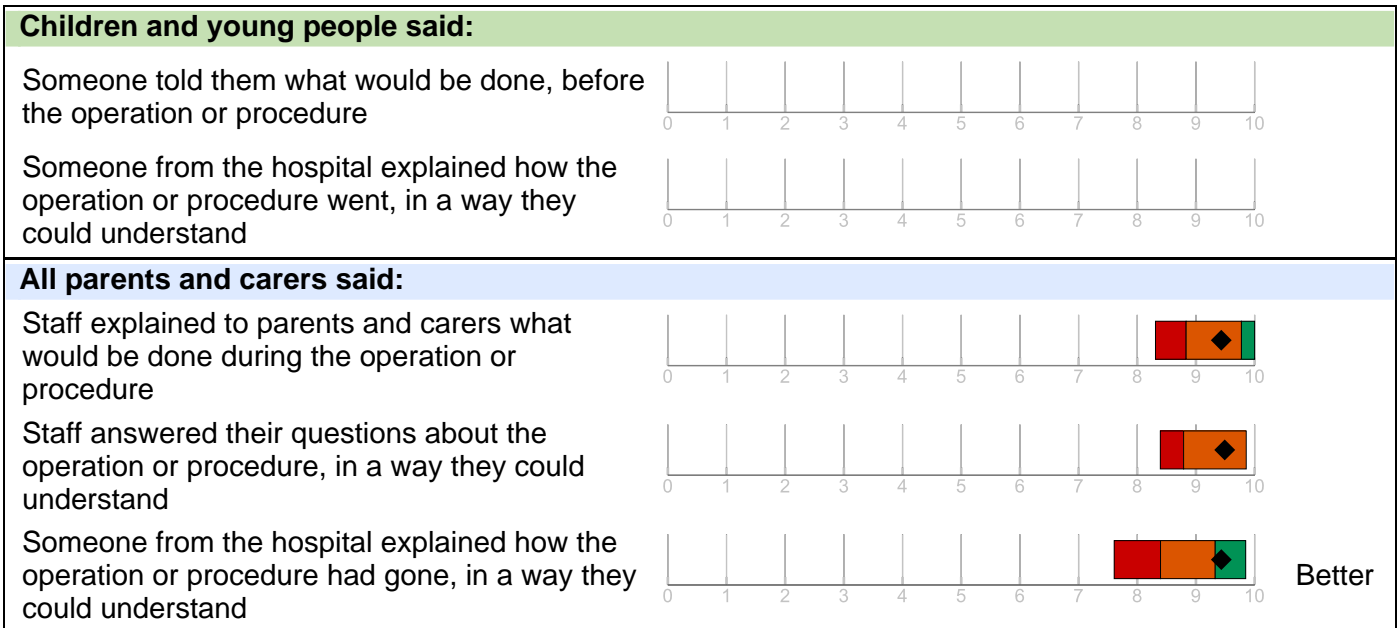 Children and young people said:
Someone told them what would be done, before
the operation or procedure
0 1 2 3 4 5 6 7 8 9 10
Someone from the hospital explained how the
operation or procedure went, in a way they
could understand
0 1 2 3 4 5 6 7 8 9 10
All parents and carers said:
Staff explained to parents and carers what
would be done during the operation or
procedure
0 1 2 3 4 5 6 7 8 9 10
Staff answered their questions about the
operation or procedure, in a way they could
understand
0 1 2 3 4 5 6 7 8 9 10
Someone from the hospital explained how the
operation or procedure had gone, in a way they
could understand
0 1 2 3 4 5 6 7 8 9 10
Better